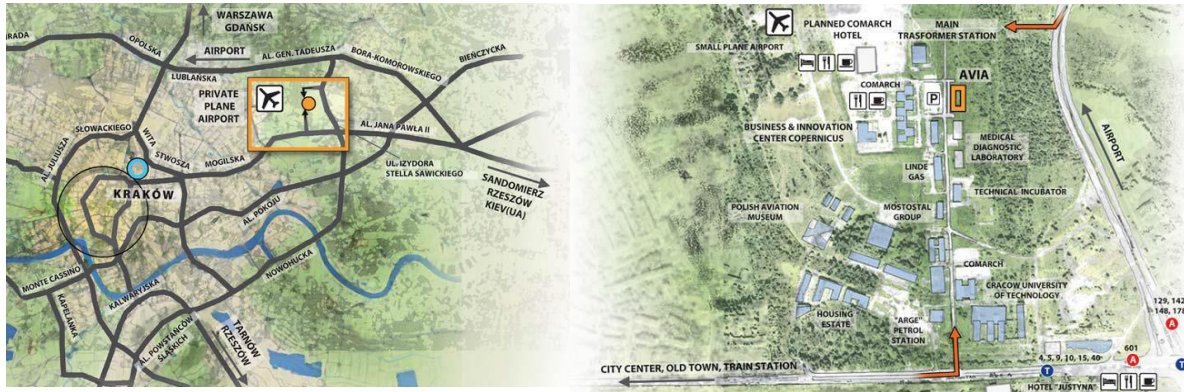 WARSZAWA
GDAŃSK
OPOLSKA
AIRPORT
AL. GEN. TADEUSZA
BORA-KOMOROWSKIEGO
BIEŃCZYCKA
LUBLAŃSKA
PRIVATE
PLANE
AIRPORT
SŁOWACKIEGO
AL. JULIUSZA
WITA
STWOSZA
MOGILSKA
AL. JANA PAWŁA II
UL. IZYDORA
STELLA SAWICKIEGO
SANDOMIERZ
RZESZÓW
KIEV(UA)
KRAKÓW
AL. POKOJU
NOWOHUCKA
MONTE CASSINO
KALWARYJSKA
KAPELANKA
AL. POWSTAŃCÓW
ŚLĄSKICH
TARNÓW
RZESZÓW
PLANNED COMARCH
HOTEL
MAIN
TRASFORMER STATION
SMALL PLANE AIRPORT
AVIA
COMARCH
P
BUSINESS & INNOVATION
CENTER COPERNICUS
MEDICAL
DIAGNOSTIC
LABORATORY
AIRPORT
LINDE
GAS
TECHNICAL INCUBATOR
POLISH AVIATION
MUSEUM
MOSTOSTAL
GROUP
COMARCH
CRACOW UNIVERSITY
OF TECHNOLOGY
HOUSING
ESTATE
"ARGE"
PETROL
STATION
129, 142
148, 178
A
601
A
4, 5, 9, 10, 15, 40
T
T
CITY CENTER, OLD TOWN, TRAIN STATION
HOTEL "JUSTYNA"